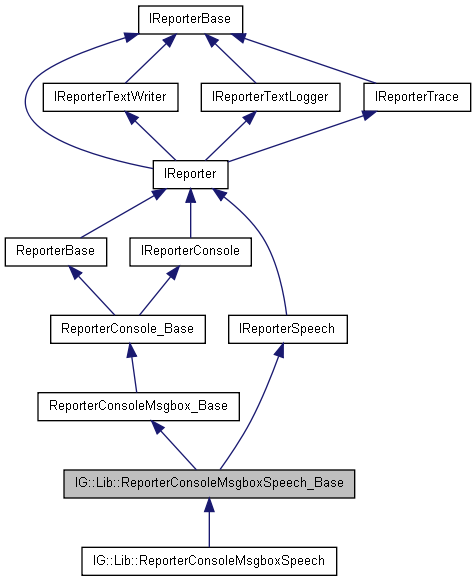 IReporterBase
IReporterTextWriter
IReporterTextLogger
IReporterTrace
IReporter
ReporterBase
IReporterConsole
ReporterConsole_Base
IReporterSpeech
ReporterConsoleMsgbox_Base
IG::Lib::ReporterConsoleMsgboxSpeech_Base
IG::Lib::ReporterConsoleMsgboxSpeech